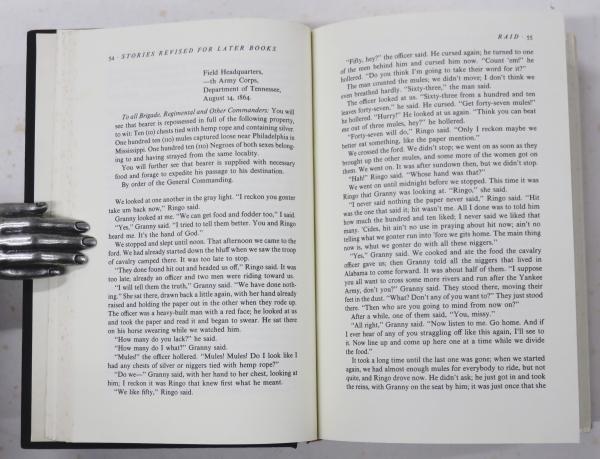 54 · STORIES REVISED FOR LATER BOOKS
Field Headquarters,
—th Army Corps,
Department of Tennessee,
August 14, 1864.
To all Brigade, Regimental and Other Commanders: You will
see that bearer is repossessed in full of the following property,
to wit: Ten (10) chests tied with hemp rope and containing silver.
One hundred ten (110) mules captured loose near Philadelphia in
Mississippi. One hundred ten (110) Negroes of both sexes belong-
ing to and having strayed from the same locality.
You will further see that bearer is supplied with necessary
food and forage to expedite his passage to his destination.
By order of the General Commanding.
We looked at one another in the gray light. "I reckon you gonter
take um back now," Ringo said.
Granny looked at me. "We can get food and fodder too," I said.
"Yes," Granny said. "I tried to tell them better. You and Ringo
heard me. It's the hand of God."
We stopped and slept until noon. That afternoon we came to the
ford. We had already started down the bluff when we saw the troop
of cavalry camped there. It was too late to stop.
"They done found hit out and headed us off," Ringo said. It was
too late; already an officer and two men were riding toward us.
"I will tell them the truth," Granny said. "We have done noth-
ing." She sat there, drawn back a little again, with her hand already
raised and holding the paper out in the other when they rode up.
The officer was a heavy-built man with a red face; he looked at us
and took the paper and read it and began to swear. He sat there
on his horse swearing while we watched him.
"How many do you lack?" he said.
"How many do I what?" Granny said.
"Mules!" the officer hollered. "Mules! Mules! Do I look like I
had any chests of silver or niggers tied with hemp rope?"
"Do we—" Granny said, with her hand to her chest, looking at
him; I reckon it was Ringo that knew first what he meant.
"We like fifty," Ringo said.
RAID · 55
"Fifty, hey?" the officer said. He cursed again; he turned to one
of the men behind him and cursed him now. "Count 'em!" he
hollered. "Do you think I'm going to take their word for it?"
The man counted the mules; we didn't move; I don't think we
even breathed hardly. "Sixty-three," the man said.
The officer looked at us. "Sixty-three from a hundred and ten
leaves forty-seven," he said. He cursed. "Get forty-seven mules!"
he hollered. "Hurry!" He looked at us again. "Think you can beat
me out of three mules, hey?" he hollered.
"Forty-seven will do," Ringo said. "Only I reckon maybe we
better eat something, like the paper mention."
We crossed the ford. We didn't stop; we went on as soon as they
brought up the other mules, and some more of the women got on
them. We went on. It was after sundown then, but we didn't stop.
"Hah!" Ringo said. "Whose hand was that?"
We went on until midnight before we stopped. This time it was
Ringo that Granny was looking at. "Ringo," she said.
"I never said nothing the paper never said," Ringo said. "Hit
was the one that said it; hit wasn't me. All I done was to told him
how much the hundred and ten liked; I never said we liked that
many. 'Cides, hit ain't no use in praying about hit now; ain't no
telling what we gonter run into 'fore we gits home. The main thing
now is, whut we gonter do with all these niggers."
"Yes," Granny said. We cooked and ate the food the cavalry
officer gave us; then Granny told all the niggers that lived in
Alabama to come forward. It was about half of them. "I suppose
you all want to cross some more rivers and run after the Yankee
Army, don't you?" Granny said. They stood there, moving their
feet in the dust. "What? Don't any of you want to?" They just stood
there. "Then who are you going to mind from now on?"
After a while, one of them said, "You, missy."
"All right," Granny said. "Now listen to me. Go home. And if
I ever hear of any of you straggling off like this again, I'll see to
it. Now line up and come up here one at a time while we divide
the food."
It took a long time until the last one was gone; when we started
again, we had almost enough mules for everybody to ride, but not
quite, and Ringo drove now. He didn't ask; he just got in and took
the reins, with Granny on the seat by him; it was just once that she